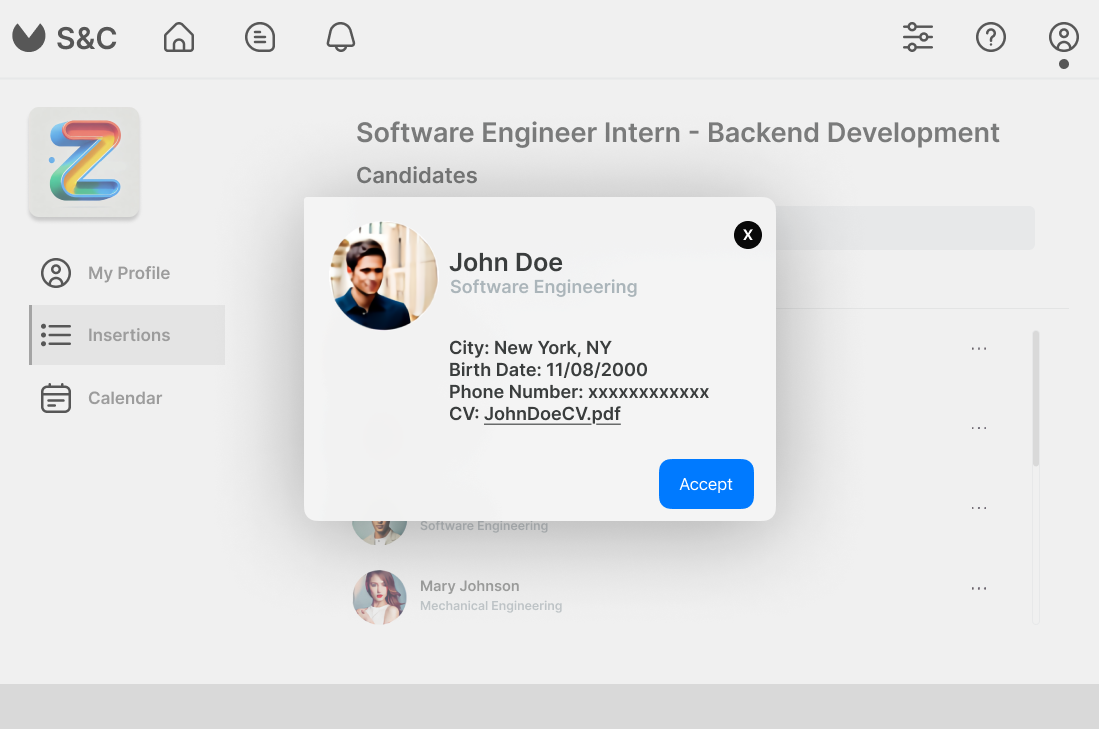 S&C
Software Engineer Intern - Backend Development
Candidates
My Profile
Insertions
Calendar
X
John Doe
Software Engineering
City: New York, NY
Birth Date: 11/08/2000
Phone Number: xxxxxxxxxxxx
CV: JohnDoeCV.pdf
Accept
Software Engineering
Mary Johnson
Mechanical Engineering